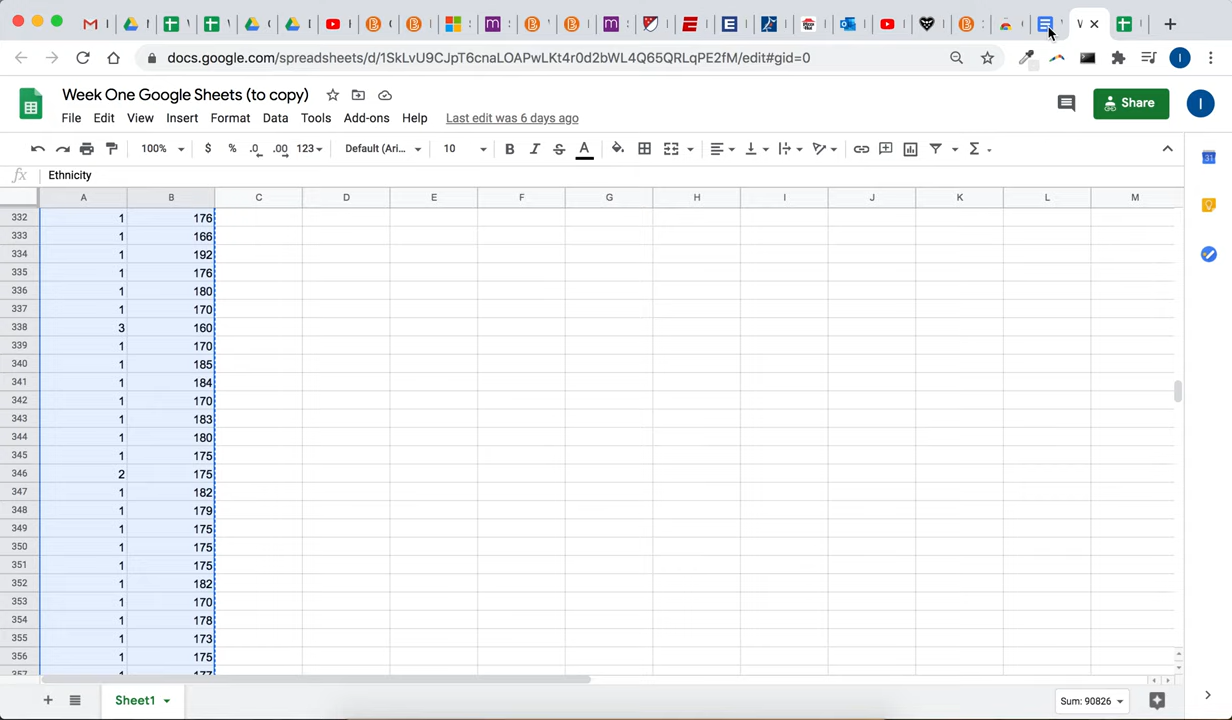 docs.google.com/spreadsheets/d/1SkLvU9CJpT6cnaLOAPwLKt4r0d2bWL4Q65QRLqPE2fM/edit#gid=0
I
Week One Google Sheets (to copy)
Share
I
File Edit View Insert Format Data Tools Add-ons Help Last edit was 6 days ago
100% $ % .0 .00 123 Default (Ari... 10 B I S A Σ
fx Ethnicity
31
A B C D E F G H I J K L M
332 1 176
333 1 166
334 1 192
335 1 176
336 1 180
337 1 170
338 3 160
339 1 170
340 1 185
341 1 184
342 1 170
343 1 183
344 1 180
345 1 175
346 2 175
347 1 182
348 1 179
349 1 175
350 1 175
351 1 175
352 1 182
353 1 170
354 1 178
355 1 173
356 1 175
357 1 177
+ Sheet1 Sum: 90826